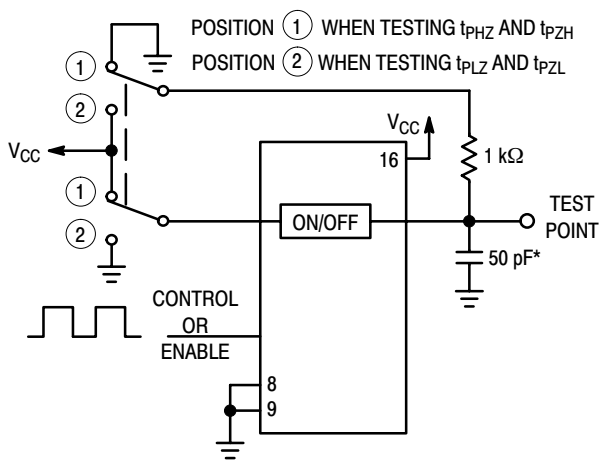 POSITION 1 WHEN TESTING tPHZ AND tPZH
POSITION 2 WHEN TESTING tPLZ AND tPZL
1
2
VCC
1
2
VCC
16
1 kΩ
ON/OFF
TEST
POINT
50 pF*
CONTROL
OR
ENABLE
8
9